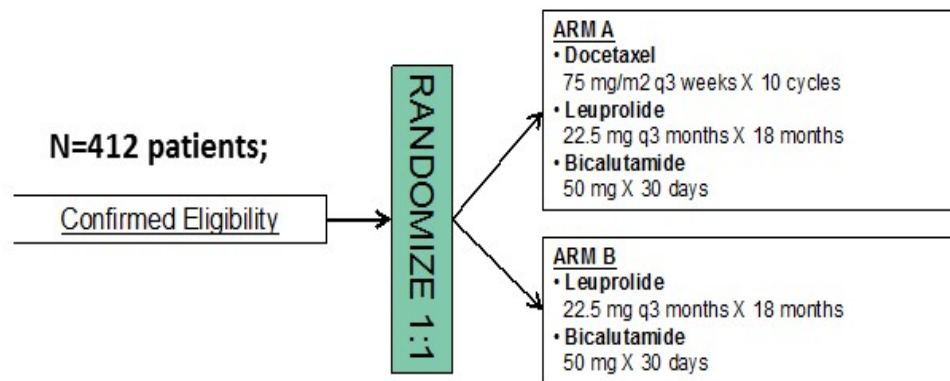 N=412 patients;
Confirmed Eligibility
RANDOMIZE 1:1
ARM A
• Docetaxel
75 mg/m2 q3 weeks X 10 cycles
• Leuprolide
22.5 mg q3 months X 18 months
• Bicalutamide
50 mg X 30 days
ARM B
• Leuprolide
22.5 mg q3 months X 18 months
• Bicalutamide
50 mg X 30 days